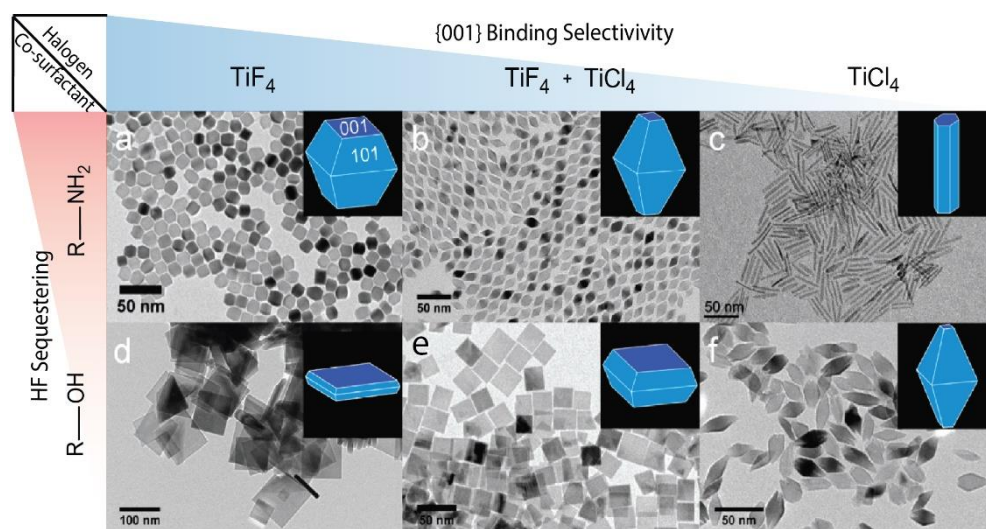 Halogen
Co-surfactant
{001} Binding Selectivivity
TiF4
TiF4 + TiCl4
TiCl4
HF Sequestering
R—NH2
R—OH
a
001
101
50 nm
b
50 nm
c
50 nm
d
100 nm
e
50 nm
f
50 nm